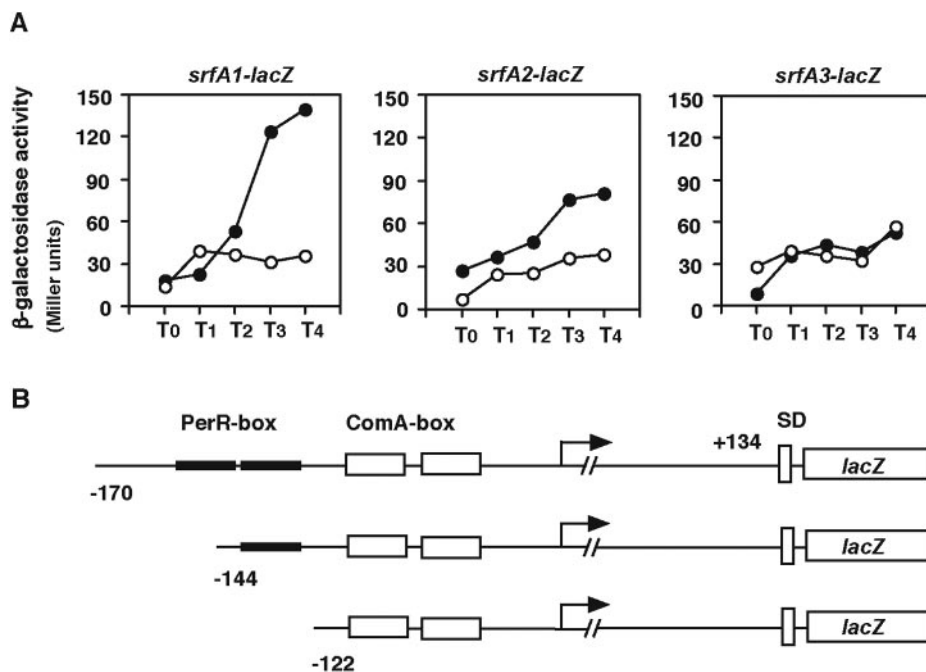 A
srfA1-lacZ srfA2-lacZ srfA3-lacZ
β-galactosidase activity
(Miller units)
150 150 150
120 120 120
90 90 90
60 60 60
30 30 30
0 0 0
T0 T1 T2 T3 T4 T0 T1 T2 T3 T4 T0 T1 T2 T3 T4
B
PerR-box ComA-box +134 SD
lacZ
-170
lacZ
-144
lacZ
-122